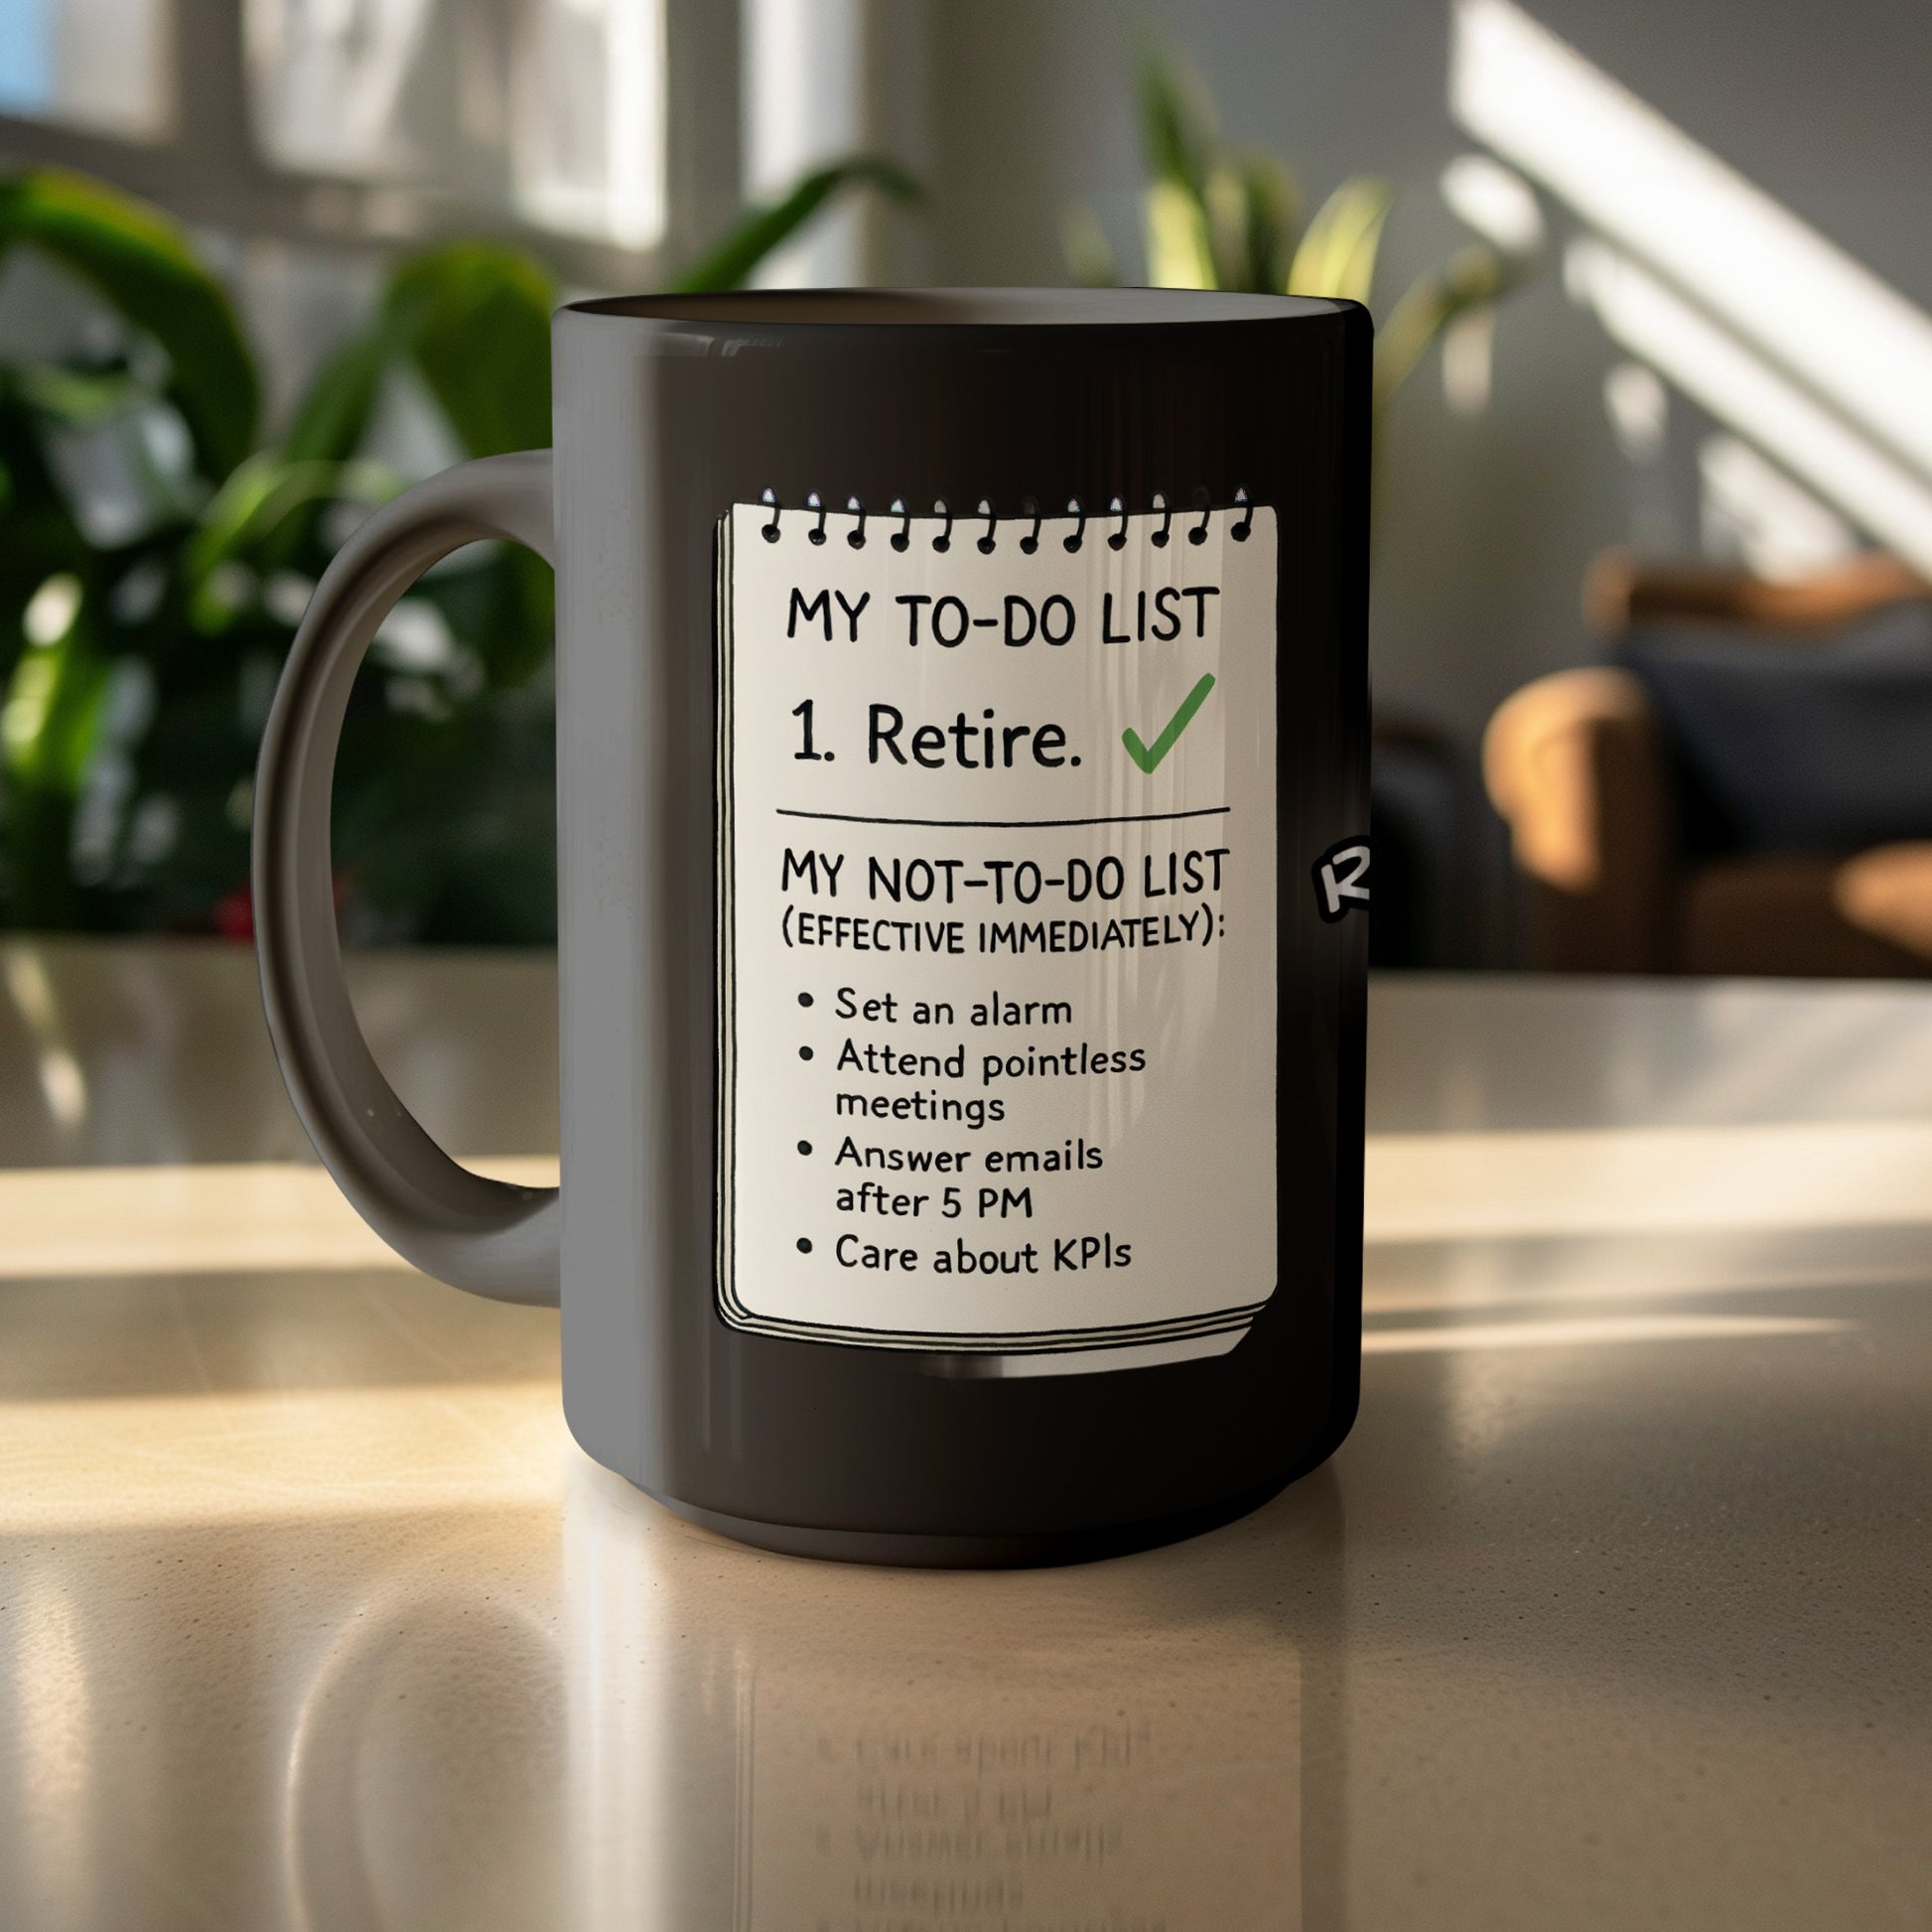 MY TO-DO LIST
1. Retire.
MY NOT-TO-DO LIST
(EFFECTIVE IMMEDIATELY):
• Set an alarm
• Attend pointless
meetings
• Answer emails
after 5 PM
• Care about KPIs
R